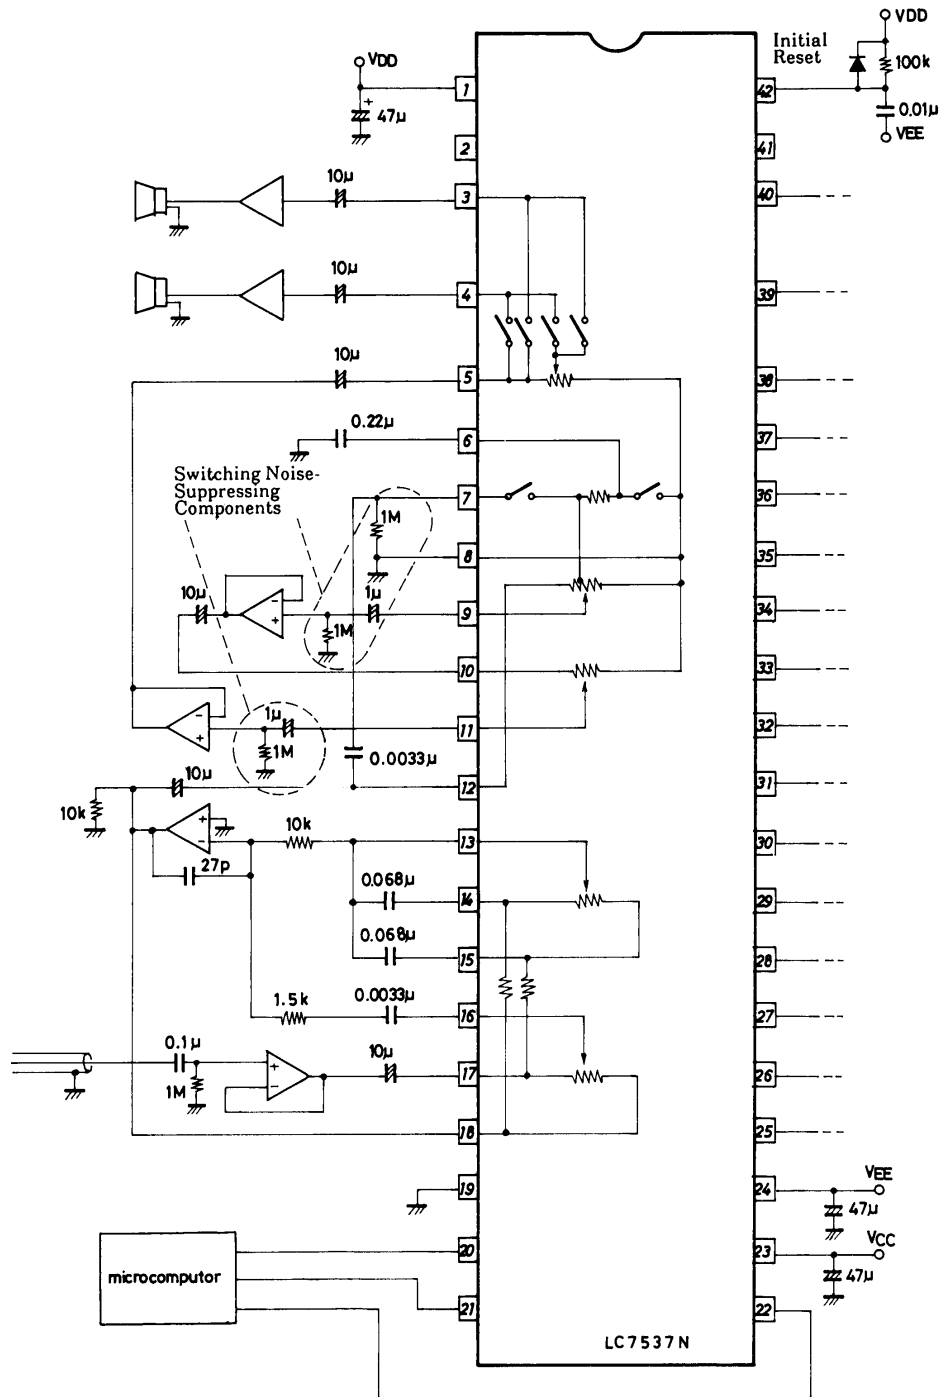 VDD
Initial
Reset
100k
VDD
1
42
47µ
+
0.01µ
VEE
2
41
10µ
3
40
10µ
4
39
10µ
5
38
0.22µ
6
37
Switching Noise-
Suppressing
Components
7
36
1M
8
35
10µ
1µ
-
+
1M
9
34
10
33
1µ
-
+
1M
11
32
0.0033µ
10µ
12
31
10k
+
-
10k
13
30
27p
0.068µ
14
29
0.068µ
15
28
1.5k
0.0033µ
16
27
0.1µ
1M
+
-
10µ
17
26
18
25
19
24
VEE
47µ
microcomputor
20
23
VCC
47µ
21
22
LC7537N